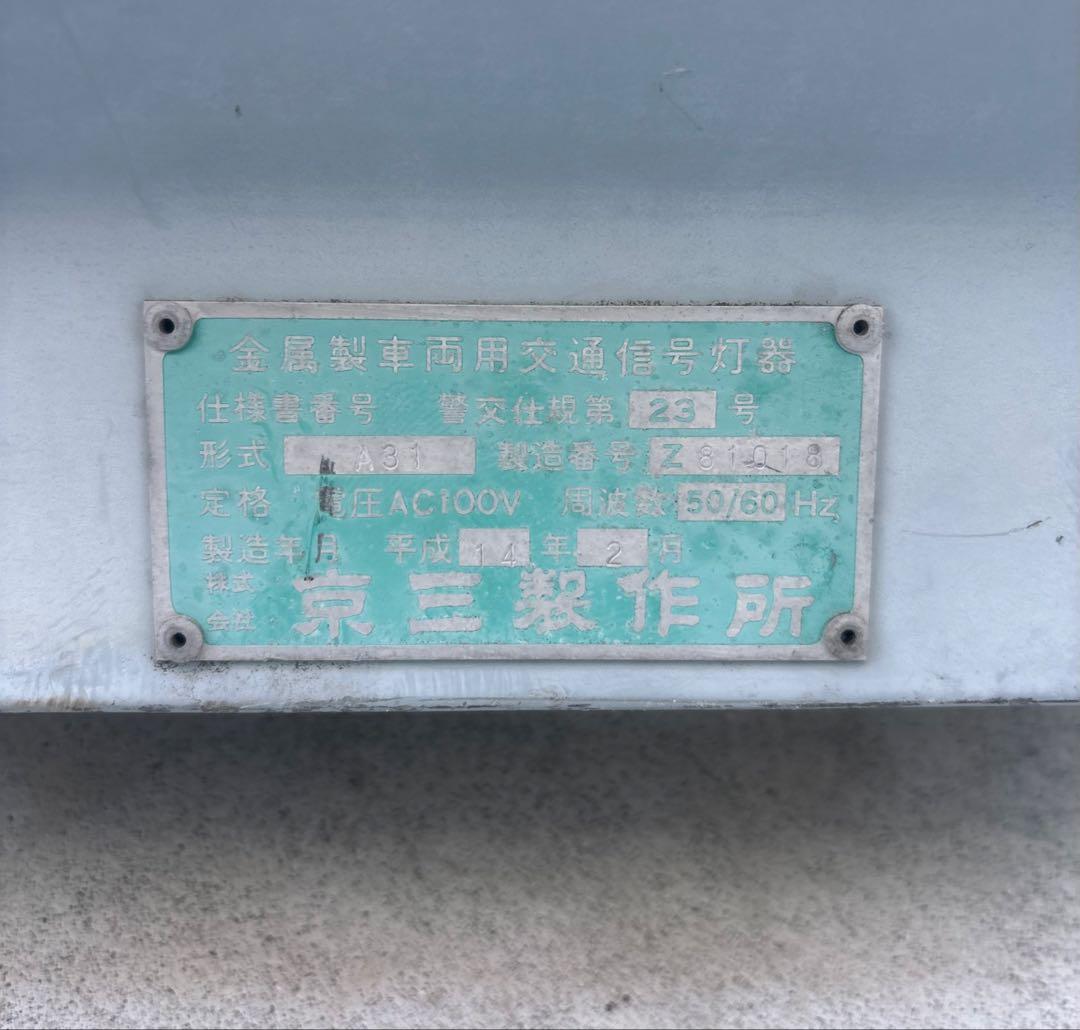 金属製車両用交通信号灯器
仕様書番号 警交仕規第 23 号
形式 A31 製造番号 Z81018
定格 電圧AC100V 周波数 50/60 Hz
製造年月 平成 14 年 2 月
株式会社 京三製作所